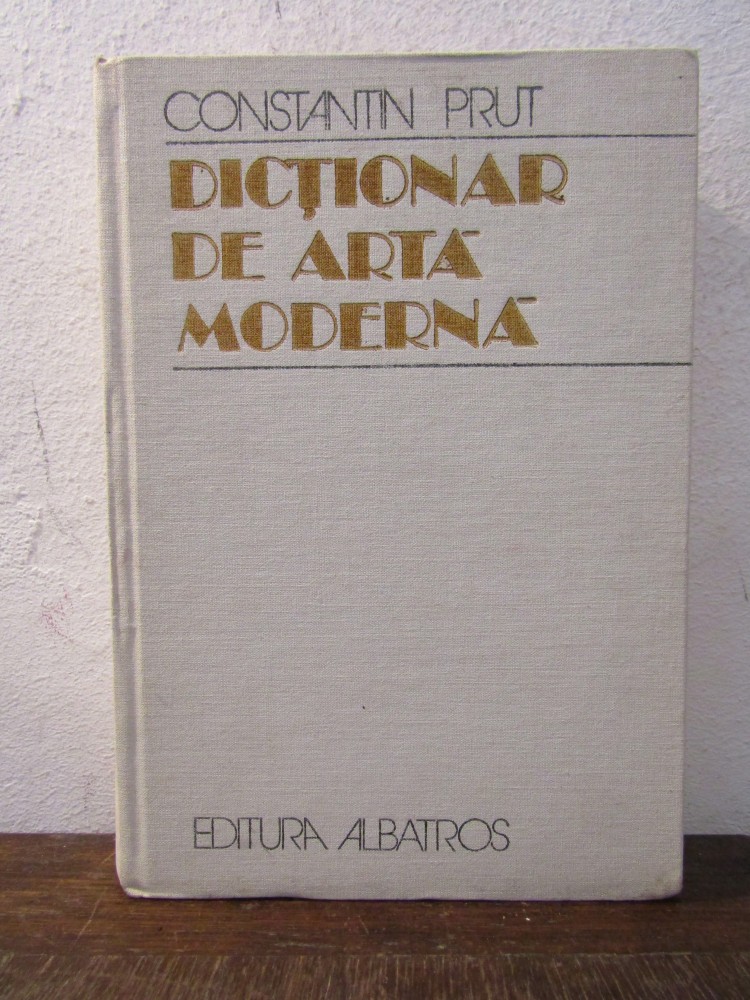 CONSTANTIN PRUT
DICȚIONAR
DE ARTĂ
MODERNĂ
EDITURA ALBATROS